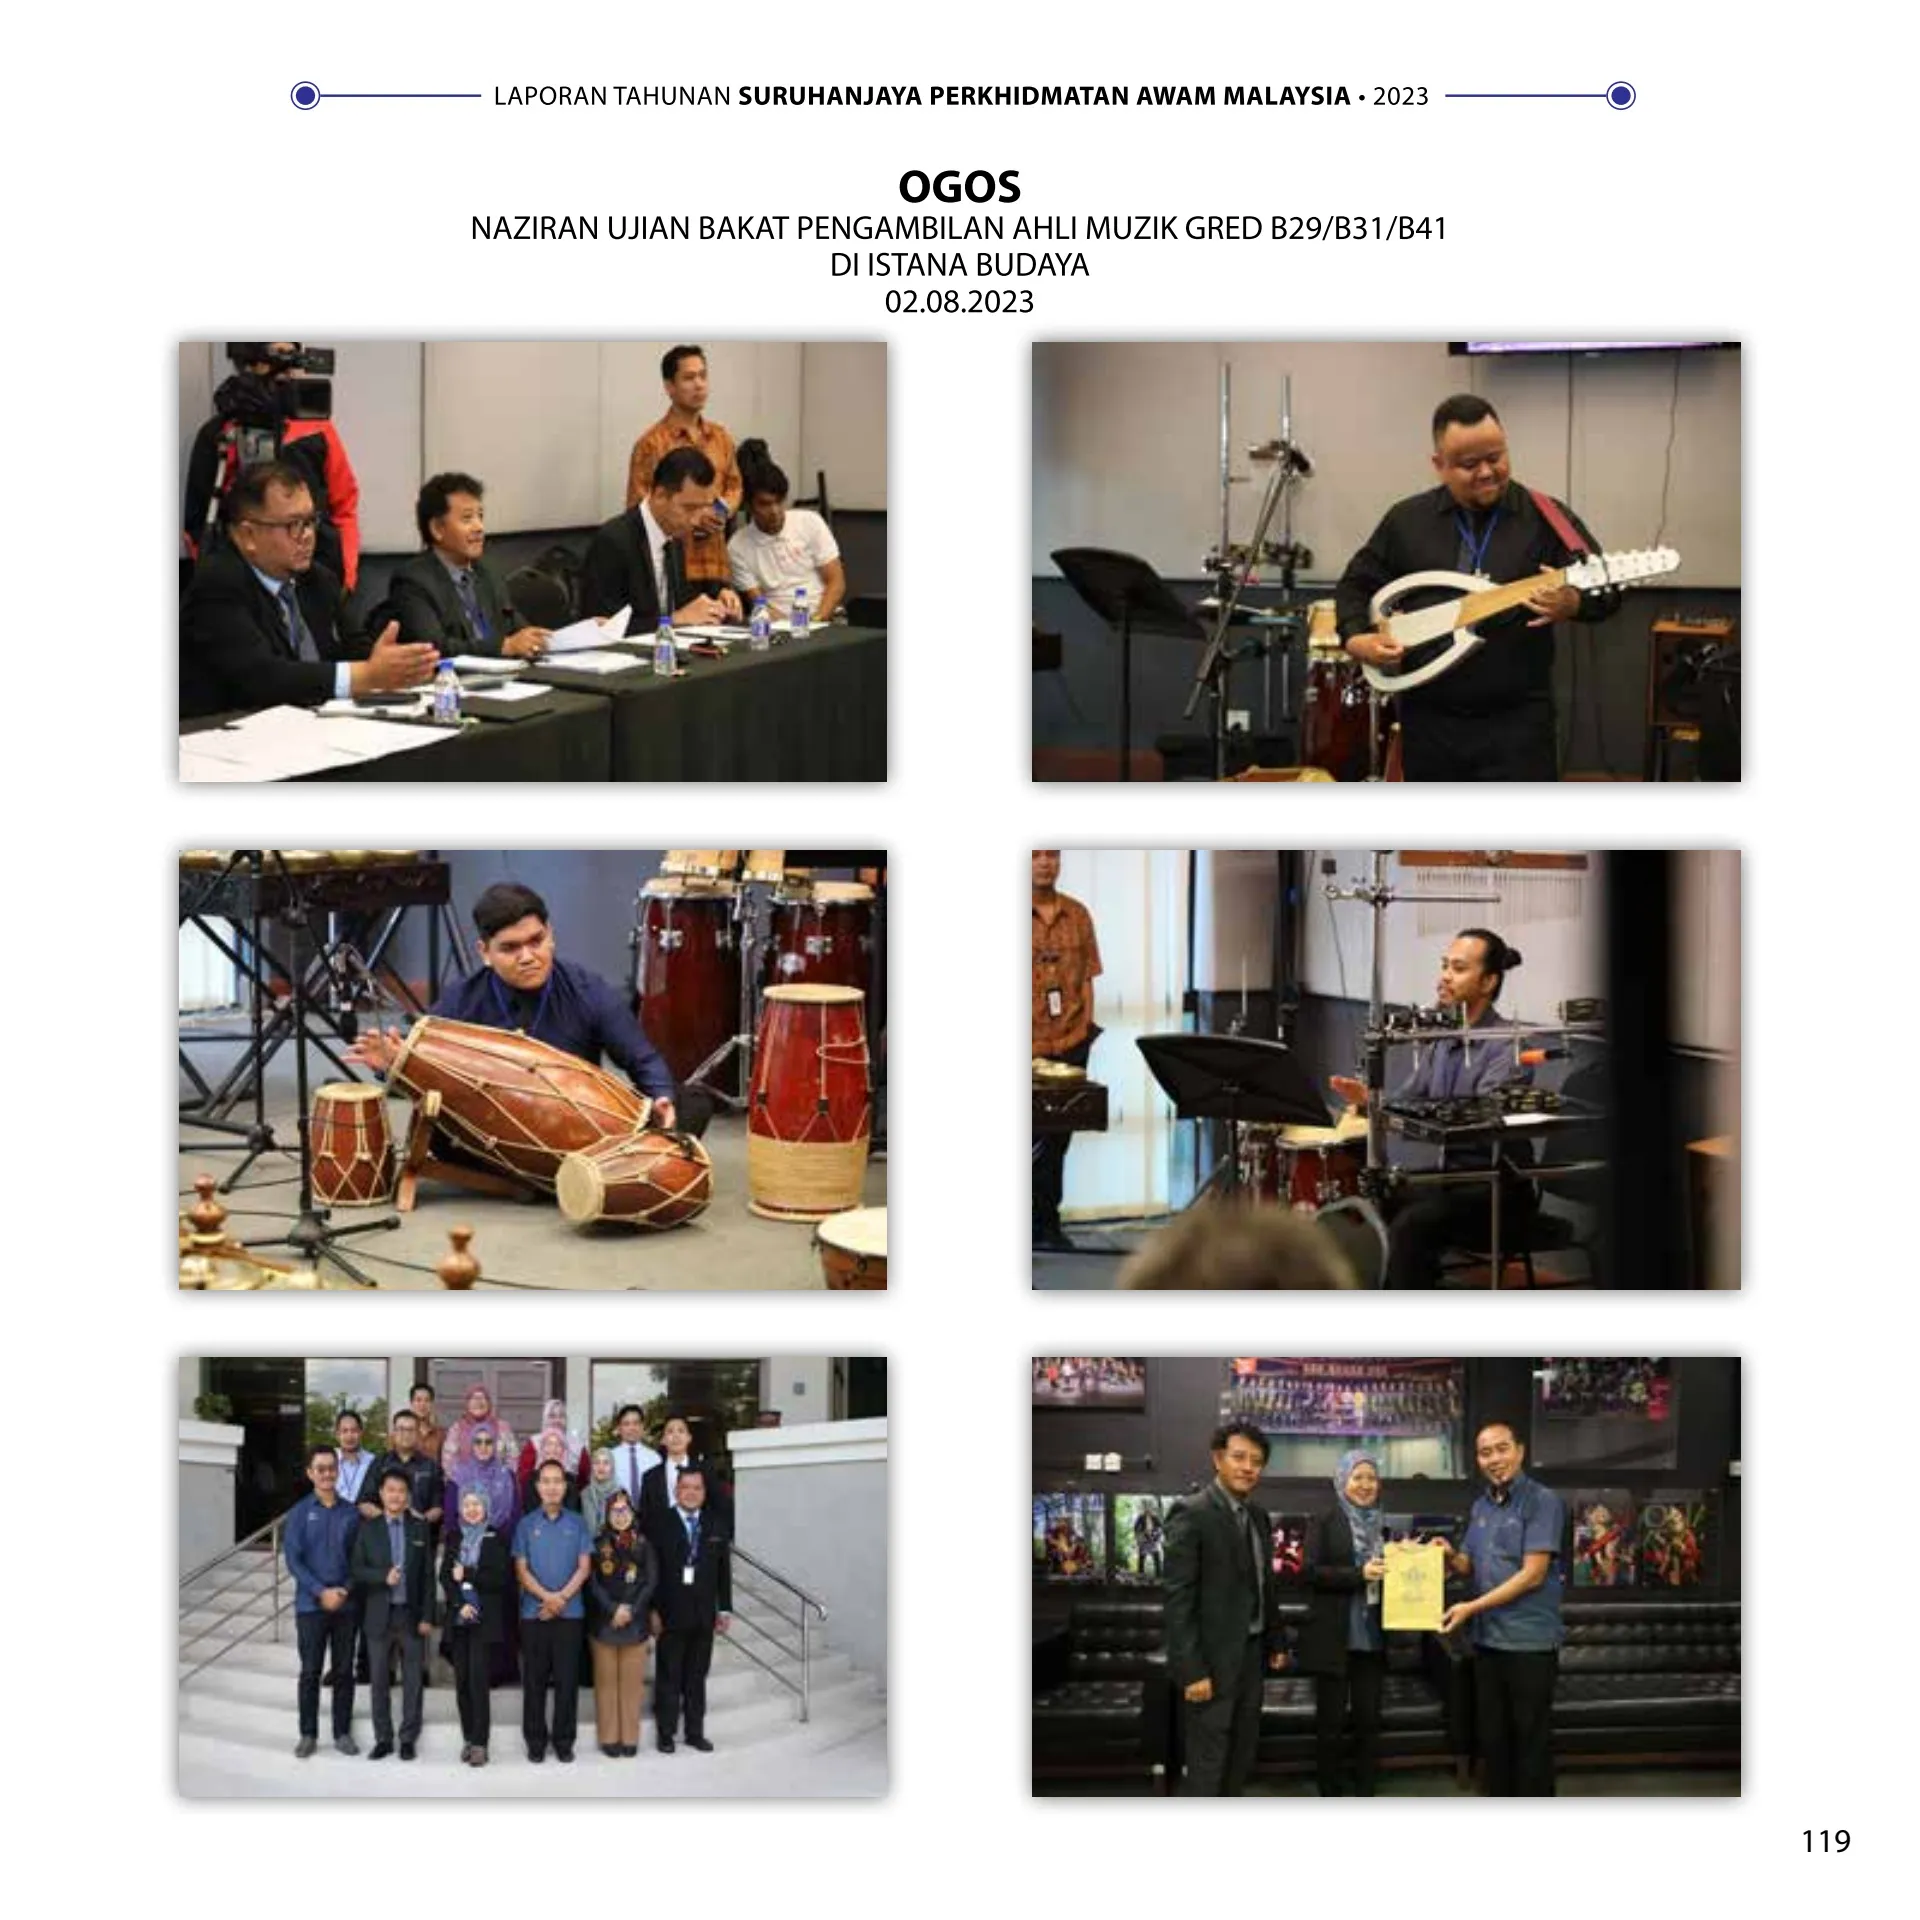 LAPORAN TAHUNAN SURUHANJAYA PERKHIDMATAN AWAM MALAYSIA • 2023
OGOS
NAZIRAN UJIAN BAKAT PENGAMBILAN AHLI MUZIK GRED B29/B31/B41
DI ISTANA BUDAYA
02.08.2023
119